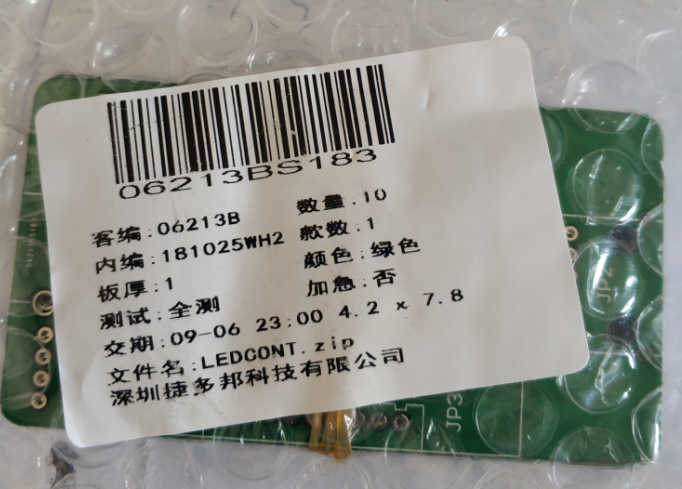 06213BS183
客编:06213B 数量:10
内编:181025WH2 款数:1
板厚:1 颜色:绿色
测试:全测 加急:否
交期:09-06 23:00 4.2 x 7.8
文件名:LEDCONT.zip
深圳捷多邦科技有限公司
JP2
JP3